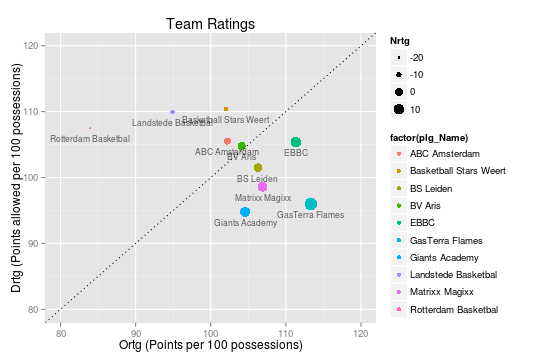 Team Ratings
Drtg (Points allowed per 100 possessions)
120
110
100
90
80
Landstede Basketbal
Basketball Stars Weert
Rotterdam Basketbal
ABC Amsterdam
BV Aris
EBBC
BS Leiden
Matrixx Magixx
GasTerra Flames
Giants Academy
80
90
100
110
120
Ortg (Points per 100 possessions)
Nrtg
-20
-10
0
10
factor(plg_Name)
ABC Amsterdam
Basketball Stars Weert
BS Leiden
BV Aris
EBBC
GasTerra Flames
Giants Academy
Landstede Basketbal
Matrixx Magixx
Rotterdam Basketbal